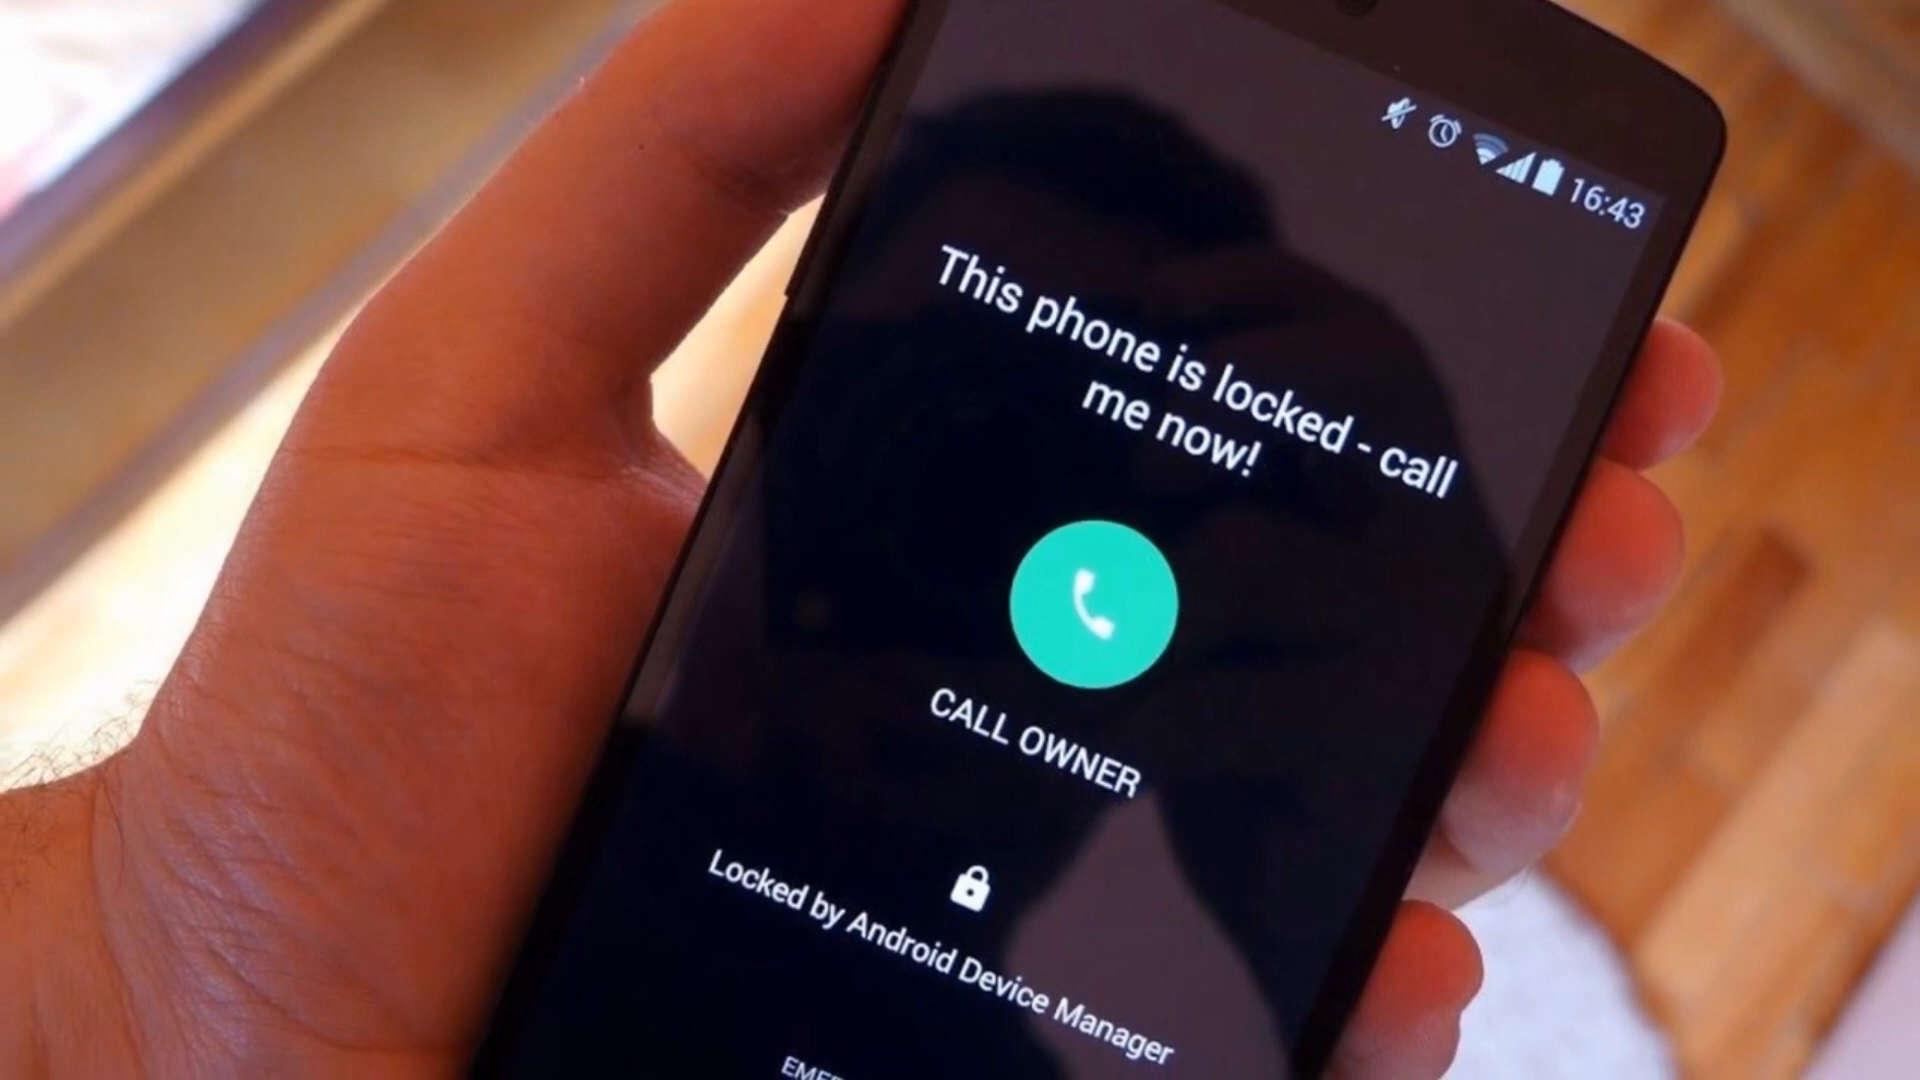 16:43
This phone is locked - call
me now!
CALL OWNER
Locked by Android Device Manager